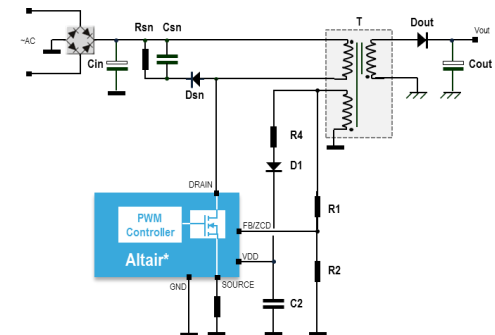 T
Dout
Rsn
Csn
Vout
~AC
Cin
Cout
Dsn
R4
D1
DRAIN
R1
PWM
Controller
FB/ZCD
Altair*
VDD
R2
GND
SOURCE
C2